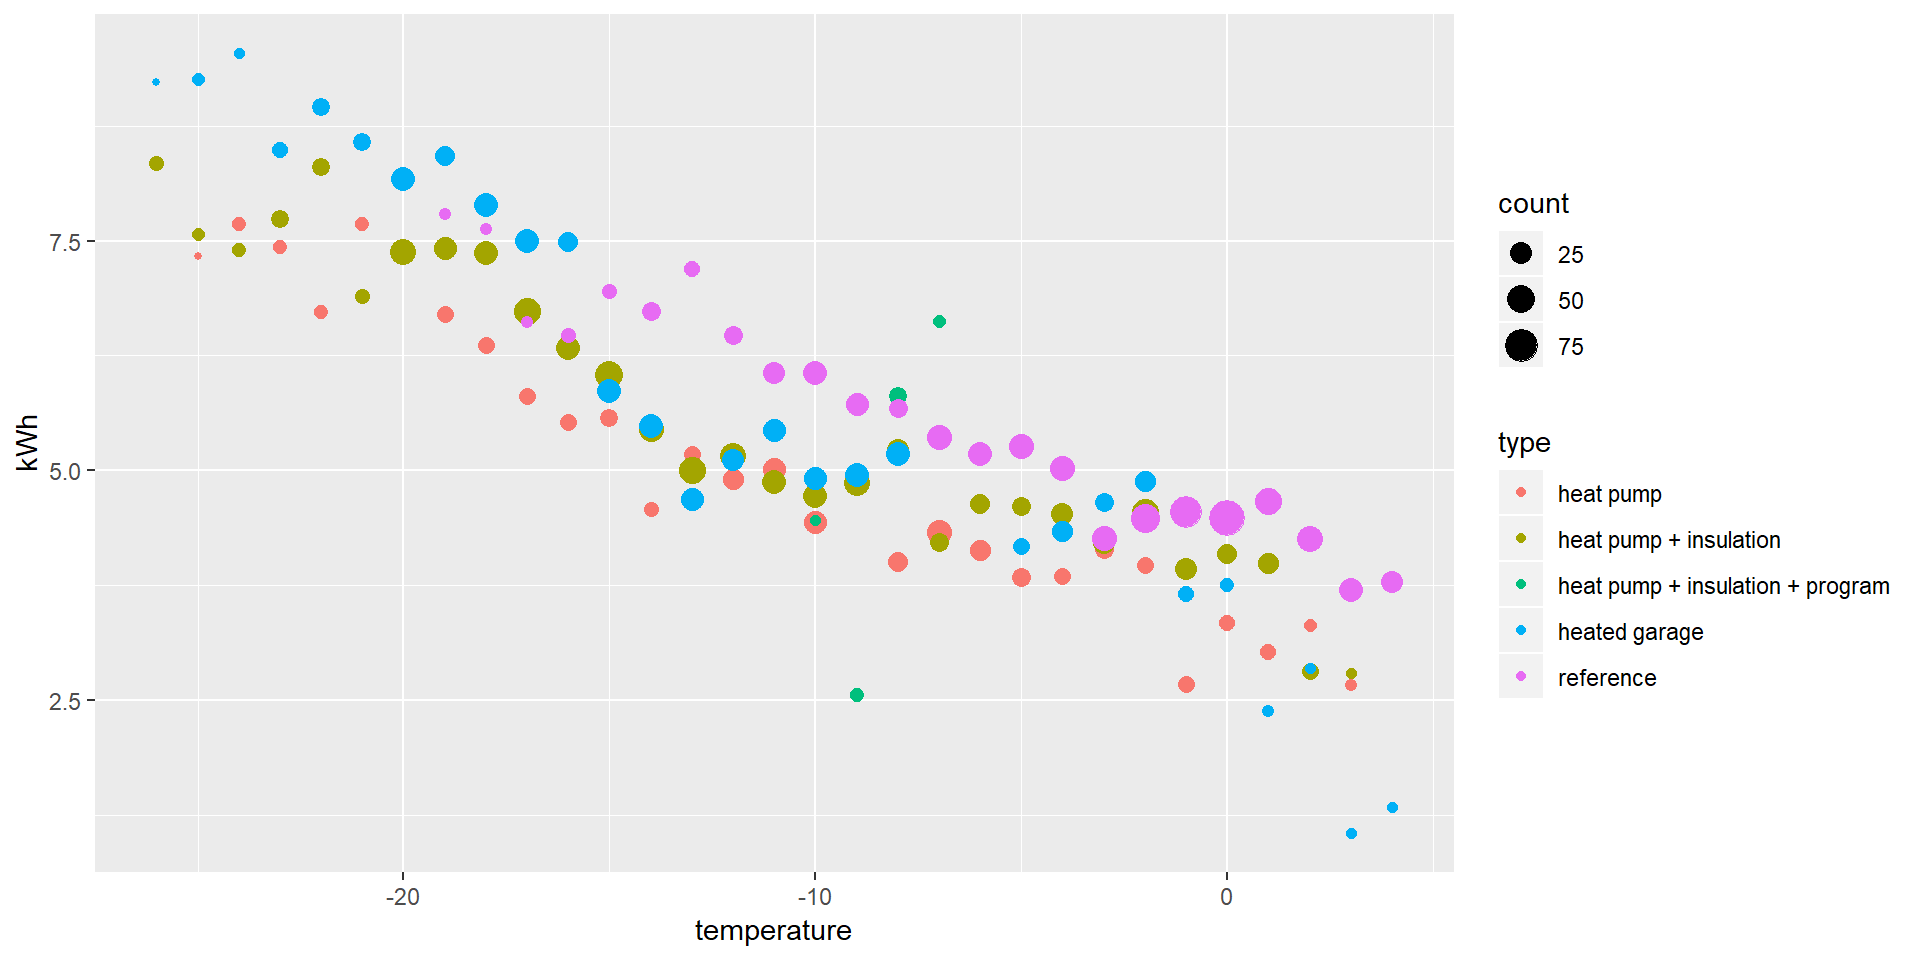 7.5
5.0
2.5
kWh
-20
-10
0
temperature
count
25
50
75
type
heat pump
heat pump + insulation
heat pump + insulation + program
heated garage
reference